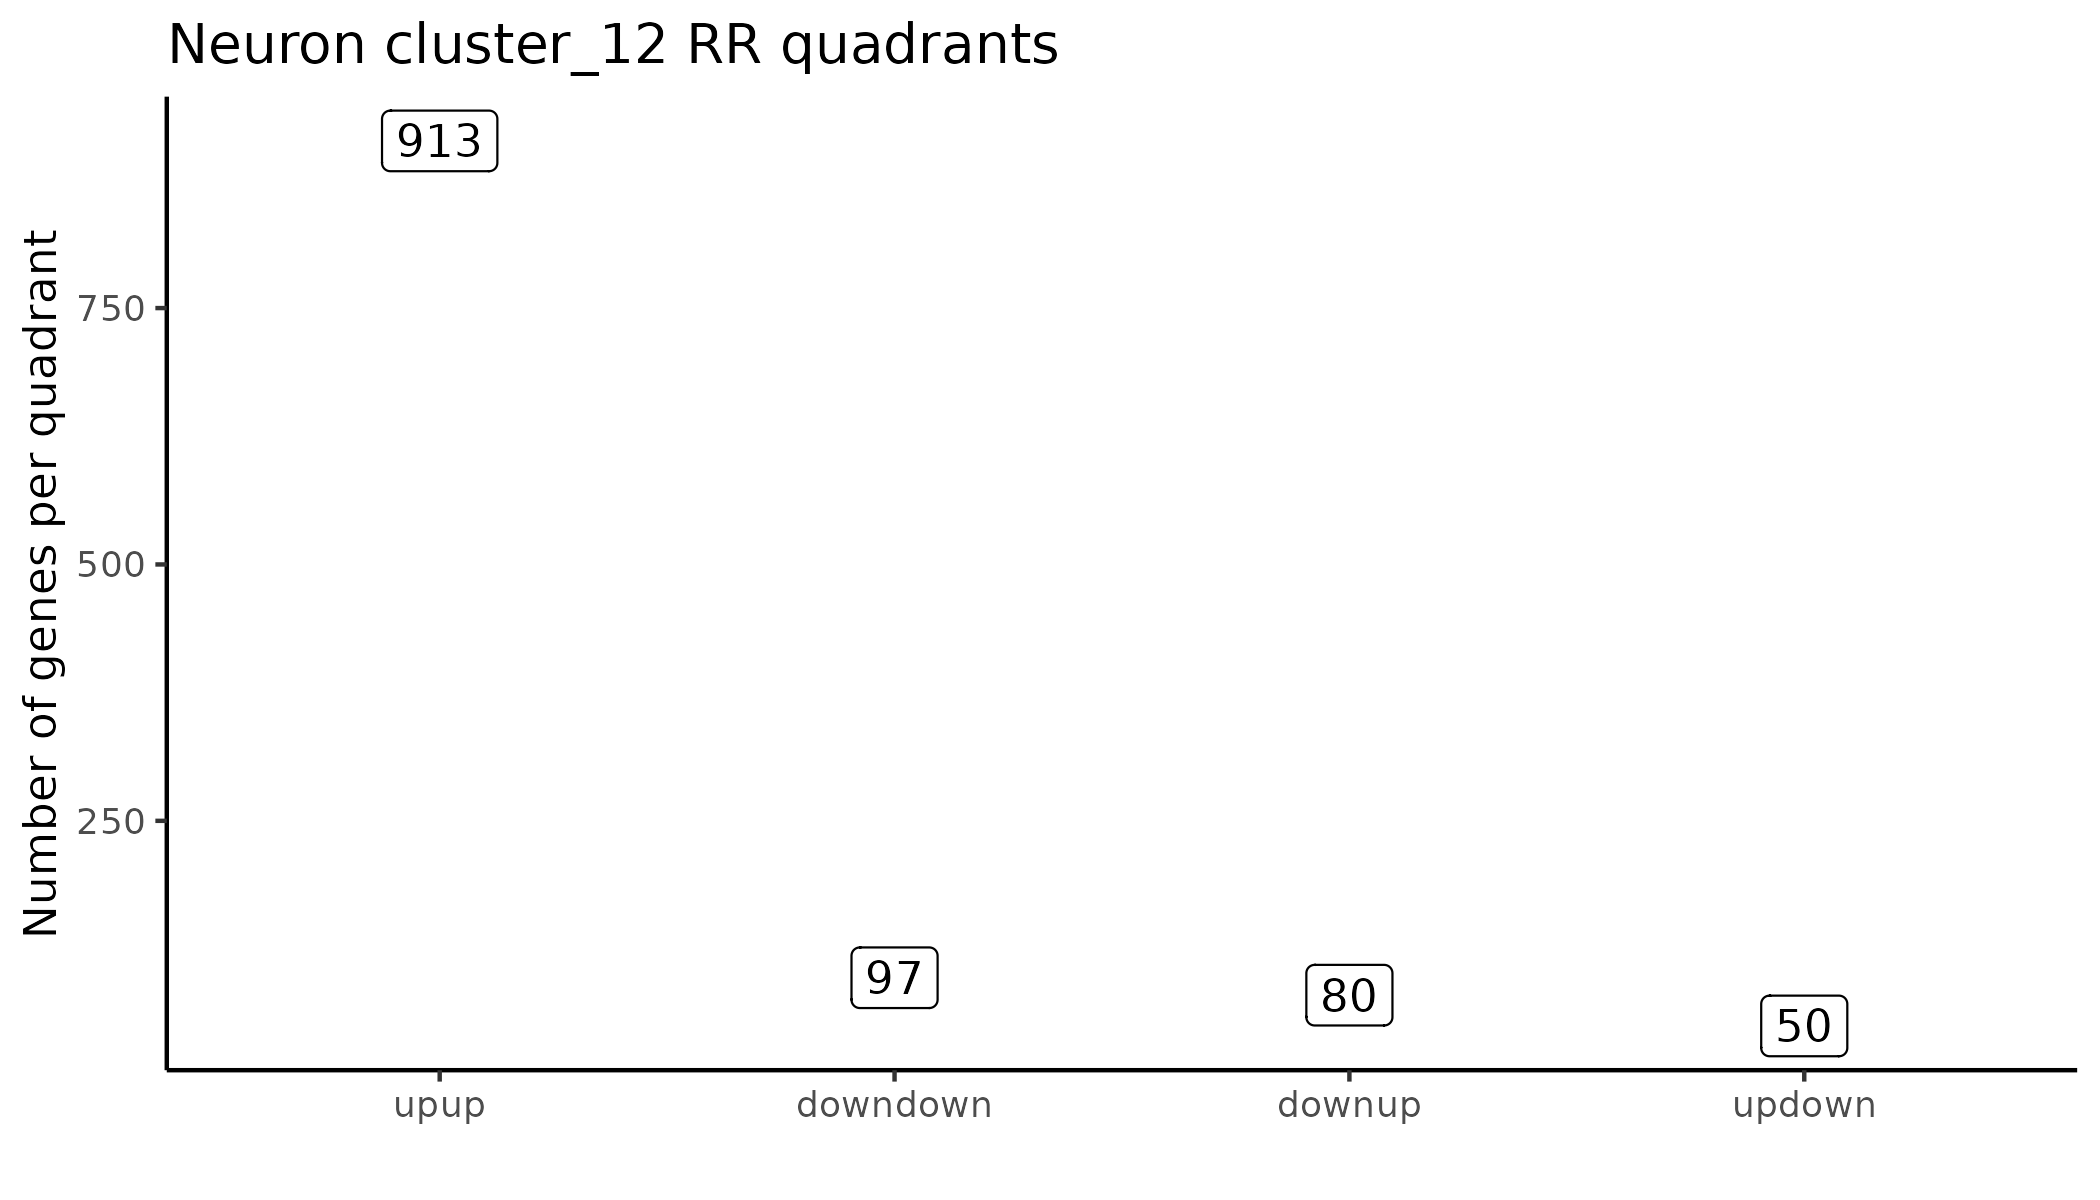 Neuron cluster_12 RR quadrants
Number of genes per quadrant
750
500
250
913
97
80
50
upup
downdown
downup
updown